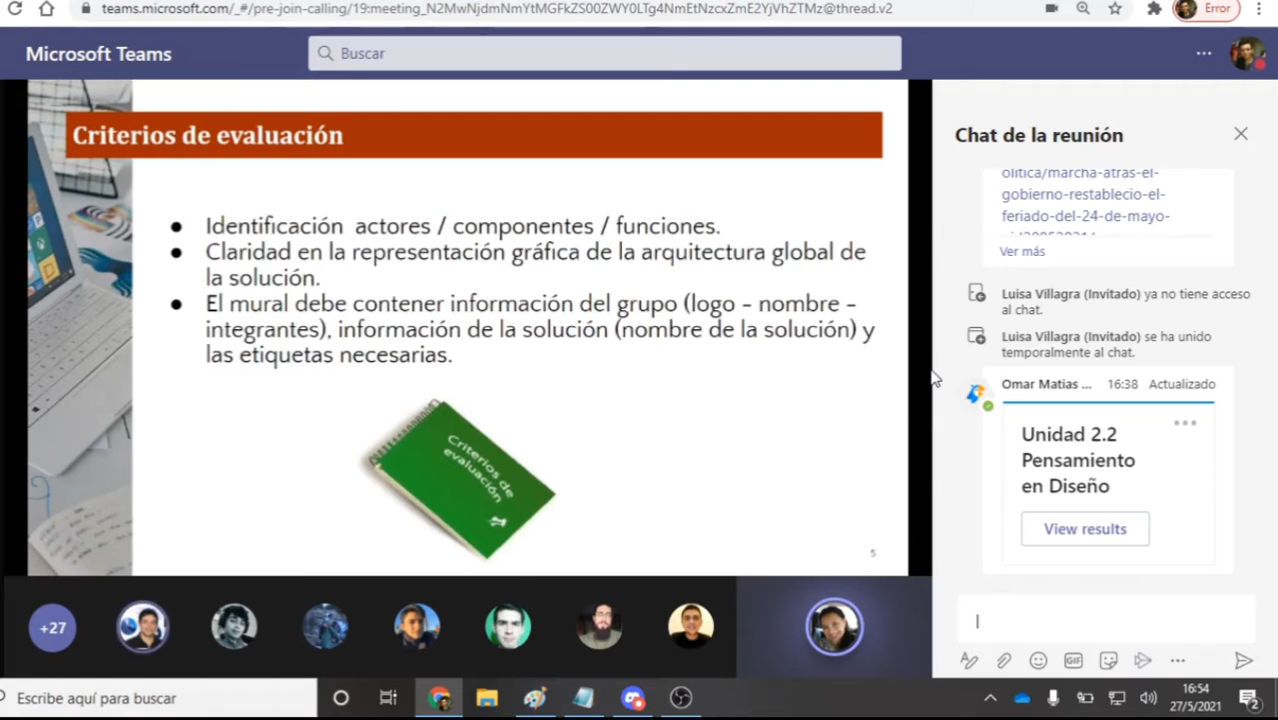 teams.microsoft.com/_#/pre-join-calling/19:meeting_N2MwNjdmNmYtMGFkZS00ZWY0LTg4NmEtNzcxZmE2YjVhZTMz@thread.v2
Error
Microsoft Teams
Buscar
Criterios de evaluación
● Identificación actores / componentes / funciones.
● Claridad en la representación gráfica de la arquitectura global de
la solución.
● El mural debe contener información del grupo (logo - nombre -
integrantes), información de la solución (nombre de la solución) y
las etiquetas necesarias.
Criterios de
evaluación
5
+27
Chat de la reunión
olitica/marcha-atras-el-
gobierno-restablecio-el-
feriado-del-24-de-mayo-
Ver más
Luisa Villagra (Invitado) ya no tiene acceso
al chat.
Luisa Villagra (Invitado) se ha unido
temporalmente al chat.
Omar Matias ... 16:38 Actualizado
Unidad 2.2
Pensamiento
en Diseño
View results
GIF
Escribe aquí para buscar
16:54
27/5/2021
2